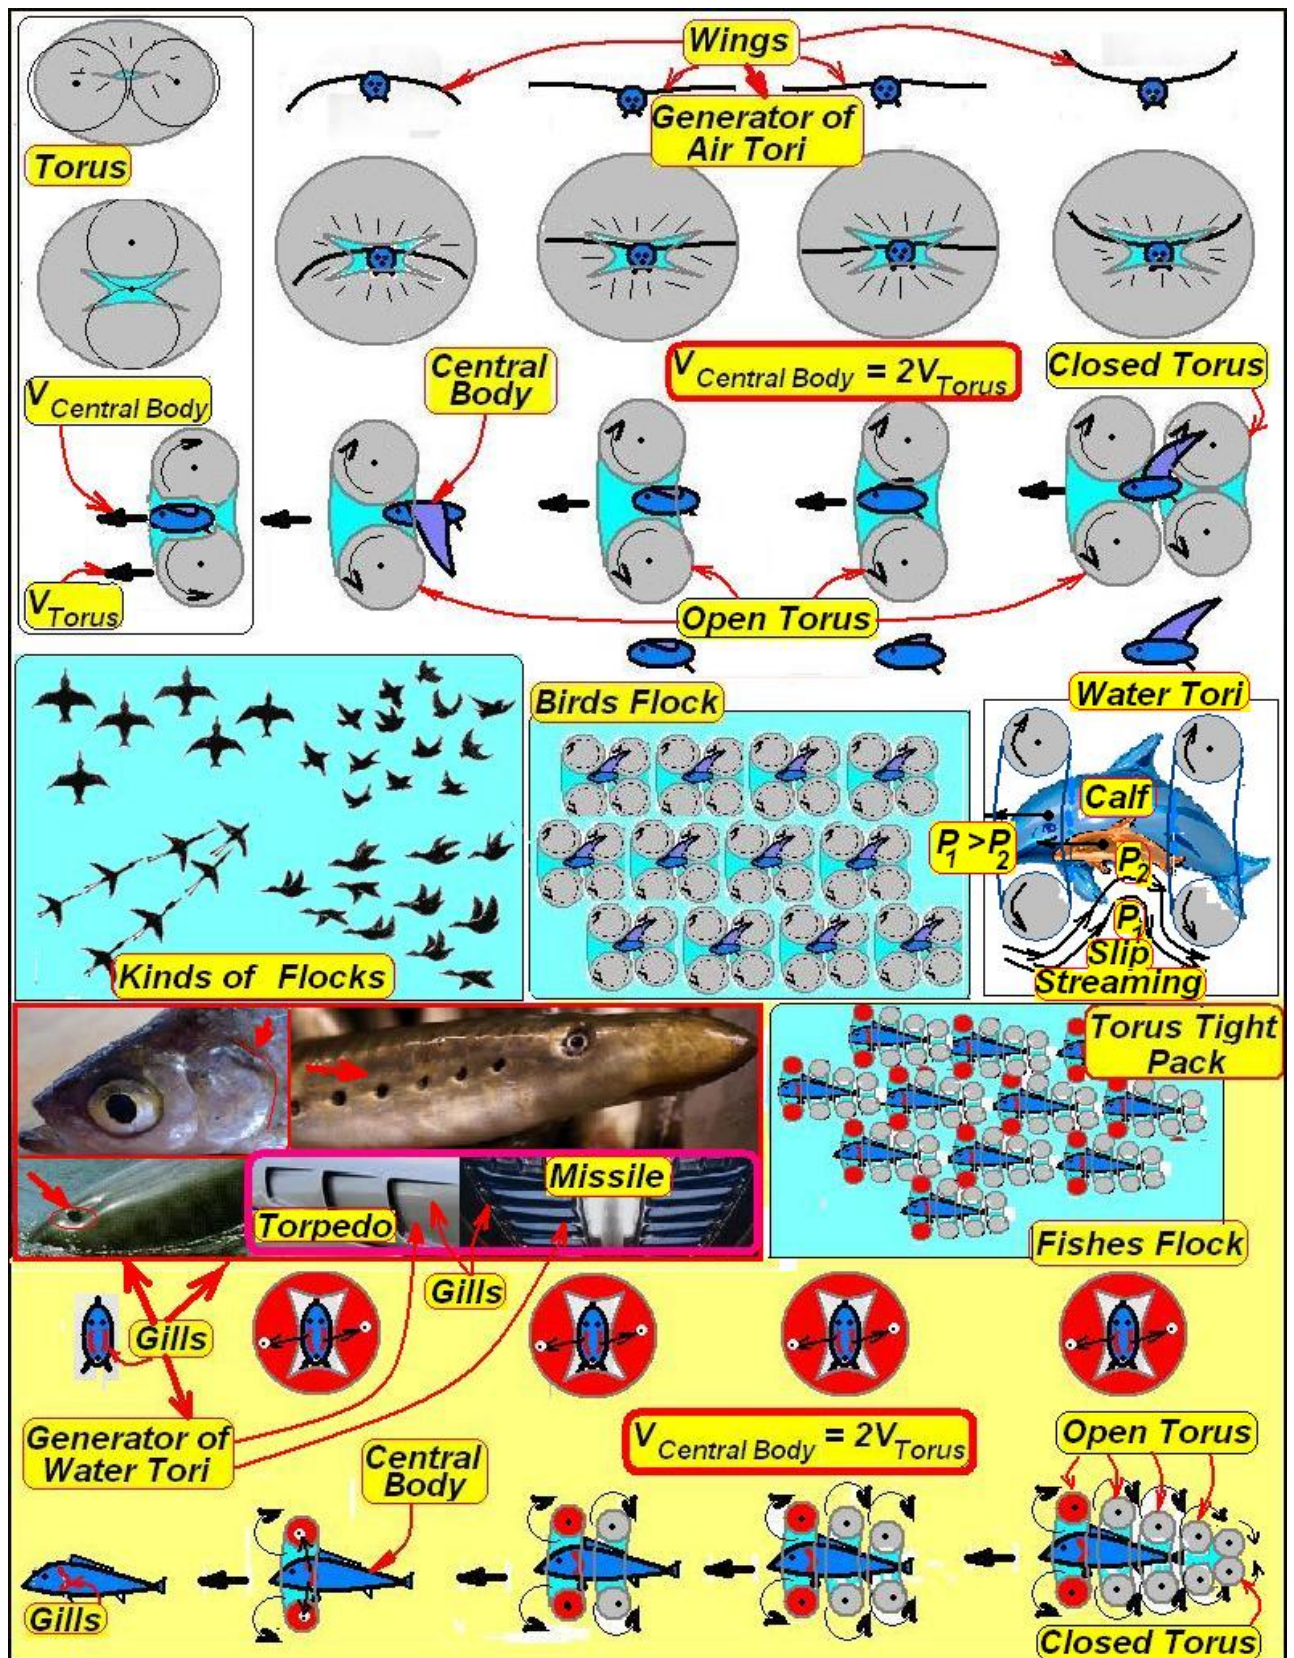 Wings
Generator of
Air Tori
Torus
Central
Body
V Central Body = 2V Torus
Closed Torus
V Central Body
V Torus
Open Torus
Birds Flock
Water Tori
Calf
P1 > P2
P2
P1
Slip
Streaming
Kinds of Flocks
Torus Tight
Pack
Missile
Torpedo
Fishes Flock
Gills
Gills
Generator of
Water Tori
Central
Body
V Central Body = 2V Torus
Open Torus
Gills
Closed Torus